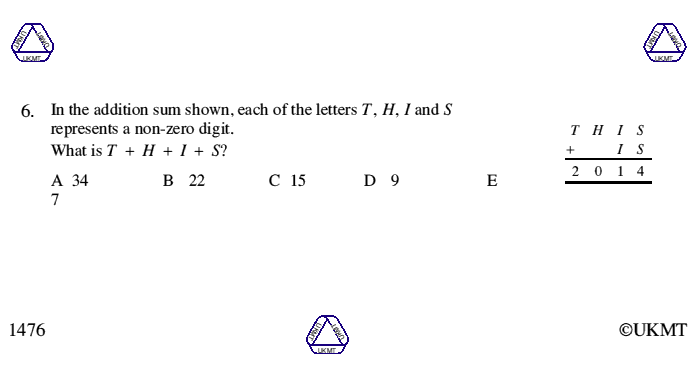 UKMT UKMT UKMT
UKMT UKMT UKMT
6. In the addition sum shown, each of the letters T, H, I and S
represents a non-zero digit.
What is T + H + I + S?
T H I S
+ I S
2 0 1 4
A 34 B 22 C 15 D 9 E
7
1476
UKMT UKMT UKMT
©UKMT